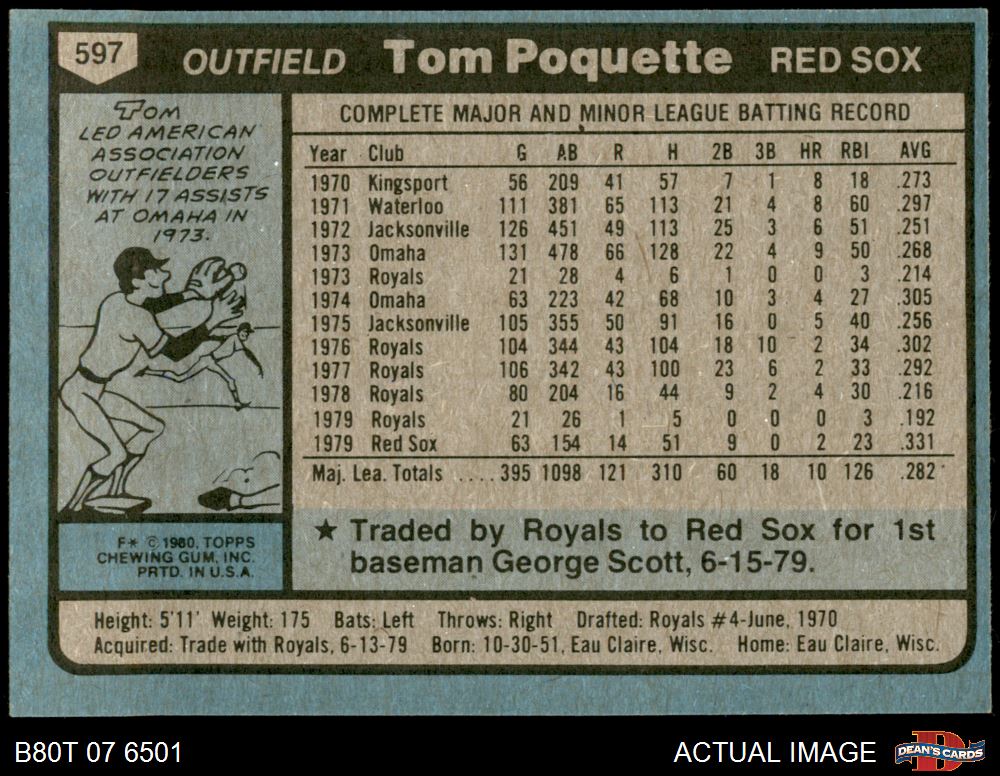 597
OUTFIELD Tom Poquette RED SOX
TOM
LED AMERICAN
ASSOCIATION
OUTFIELDERS
WITH 17 ASSISTS
AT OMAHA IN
1973.
COMPLETE MAJOR AND MINOR LEAGUE BATTING RECORD
Year Club G AB R H 2B 3B HR RBI AVG
1970 Kingsport 56 209 41 57 7 1 8 18 .273
1971 Waterloo 111 381 65 113 21 4 8 60 .297
1972 Jacksonville 126 451 49 113 25 3 6 51 .251
1973 Omaha 131 478 66 128 22 4 9 50 .268
1973 Royals 21 28 4 6 1 0 0 3 .214
1974 Omaha 63 223 42 68 10 3 4 27 .305
1975 Jacksonville 105 355 50 91 16 0 5 40 .256
1976 Royals 104 344 43 104 18 10 2 34 .302
1977 Royals 106 342 43 100 23 6 2 33 .292
1978 Royals 80 204 16 44 9 2 4 30 .216
1979 Royals 21 26 1 5 0 0 0 3 .192
1979 Red Sox 63 154 14 51 9 0 2 23 .331
Maj. Lea. Totals .... 395 1098 121 310 60 18 10 126 .282
★ Traded by Royals to Red Sox for 1st
baseman George Scott, 6-15-79.
F* © 1980, TOPPS
CHEWING GUM, INC.
PRTD. IN U.S.A.
Height: 5'11' Weight: 175 Bats: Left Throws: Right Drafted: Royals #4-June, 1970
Acquired: Trade with Royals, 6-13-79 Born: 10-30-51, Eau Claire, Wisc. Home: Eau Claire, Wisc.
B80T 07 6501
ACTUAL IMAGE
DEAN'S CARDS